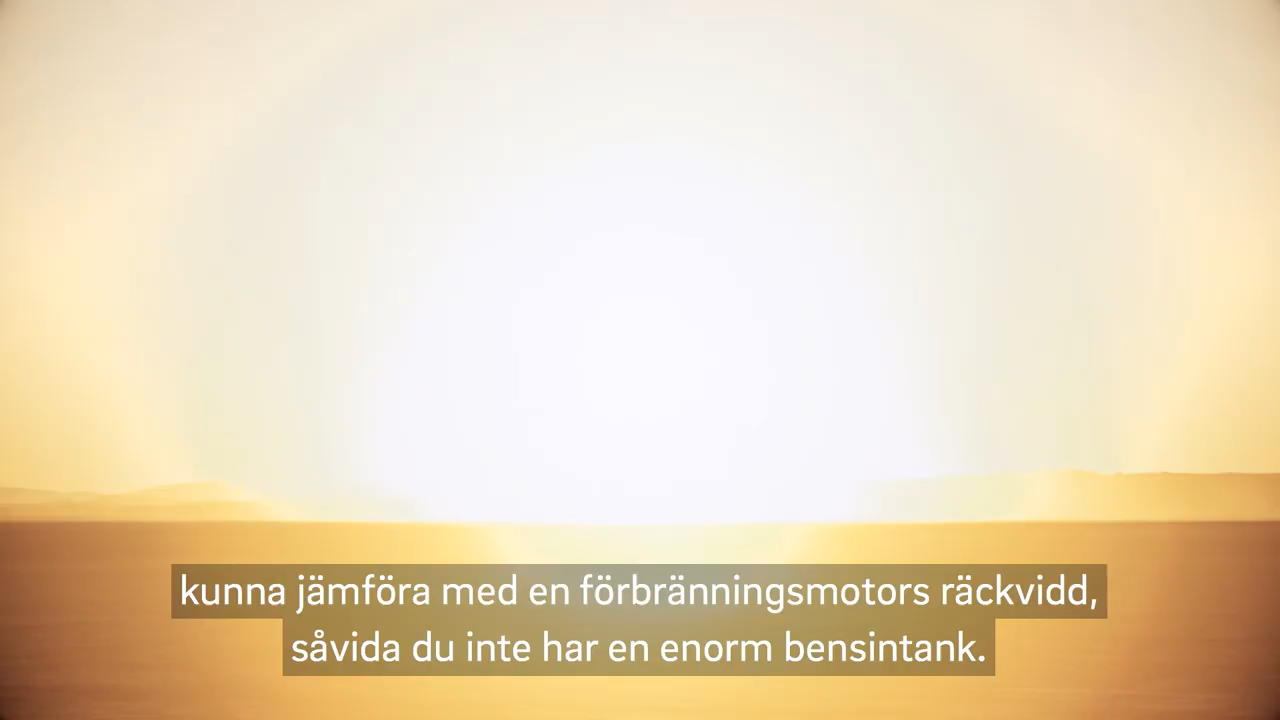 kunna jämföra med en förbränningsmotors räckvidd,
såvida du inte har en enorm bensintank.